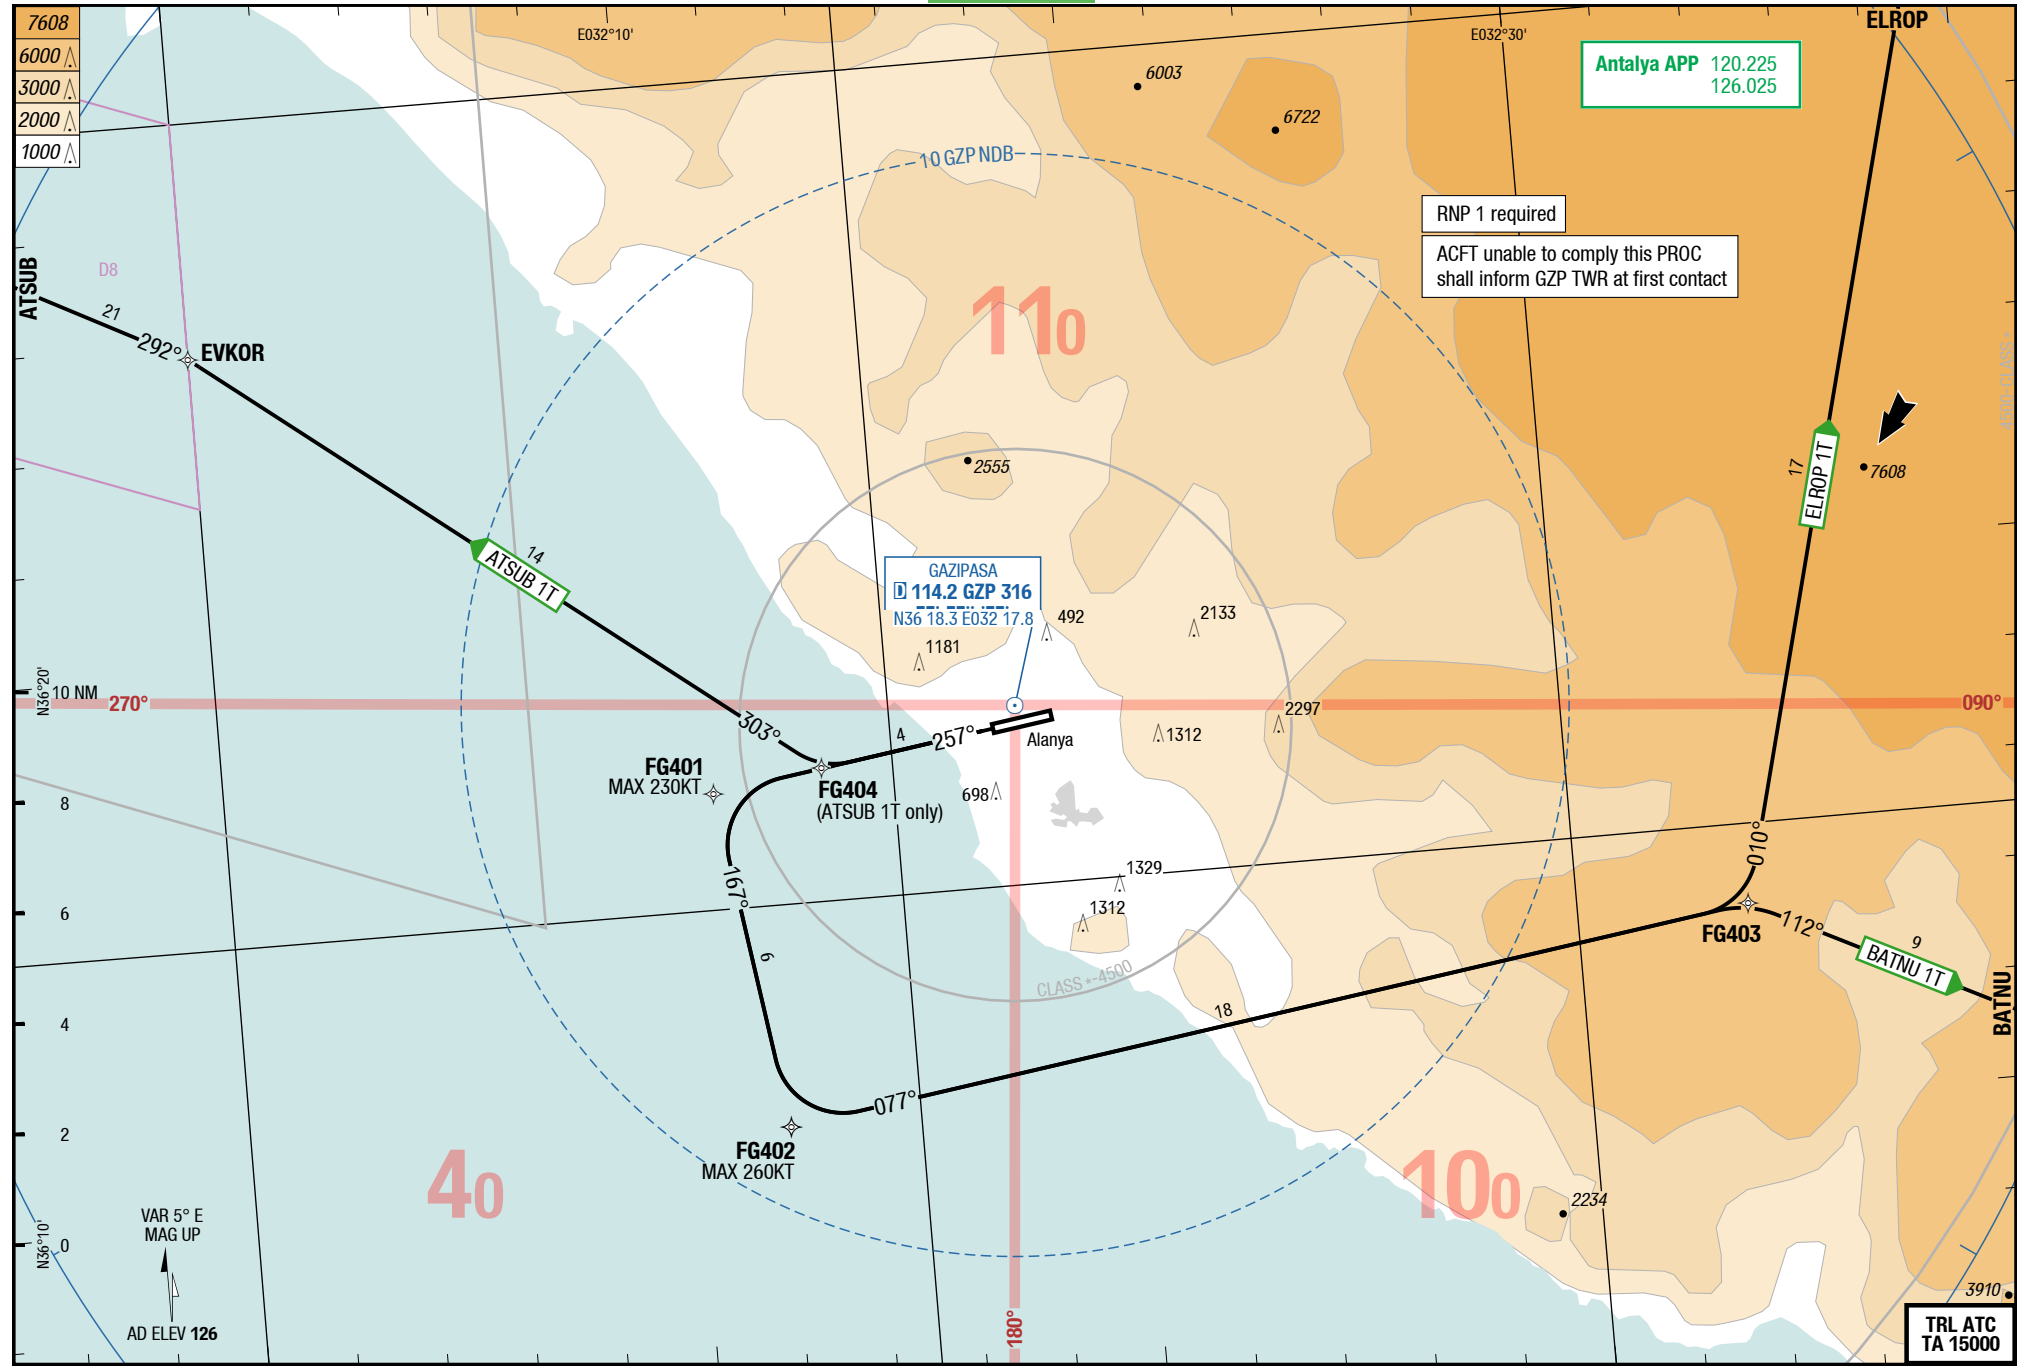 7608
6000
3000
2000
1000
E032°10'
E032°30'
ELROP
Antalya APP 120.225
126.025
6003
6722
10 GZP NDB
RNP 1 required
ACFT unable to comply this PROC
shall inform GZP TWR at first contact
D8
ATSUB
21
292°
EVKOR
110
4500-CLASS *
17
ELROP 1T
7608
2555
14
ATSUB 1T
GAZIPASA
D 114.2 GZP 316
N36 18.3 E032 17.8
492
2133
1181
N36°20'
10 NM
270°
090°
303°
4
257°
Alanya
2297
1312
FG401
MAX 230KT
FG404
(ATSUB 1T only)
698
8
010°
167°
1329
1312
6
FG403
112°
9
BATNU 1T
BATNU
6
CLASS *-4500
18
4
077°
2
FG402
MAX 260KT
40
100
2234
VAR 5° E
MAG UP
N36°10'
0
AD ELEV 126
180°
3910
TRL ATC
TA 15000